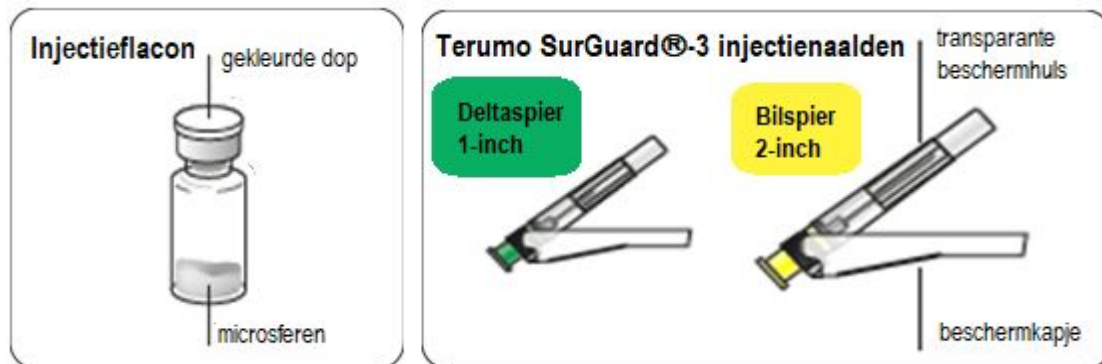 Injectieflacon
gekleurde dop
microsferen
Terumo SurGuard®-3 injectienaalden
transparante
beschermhuls
Deltaspier
1-inch
Bilspier
2-inch
beschermkapje